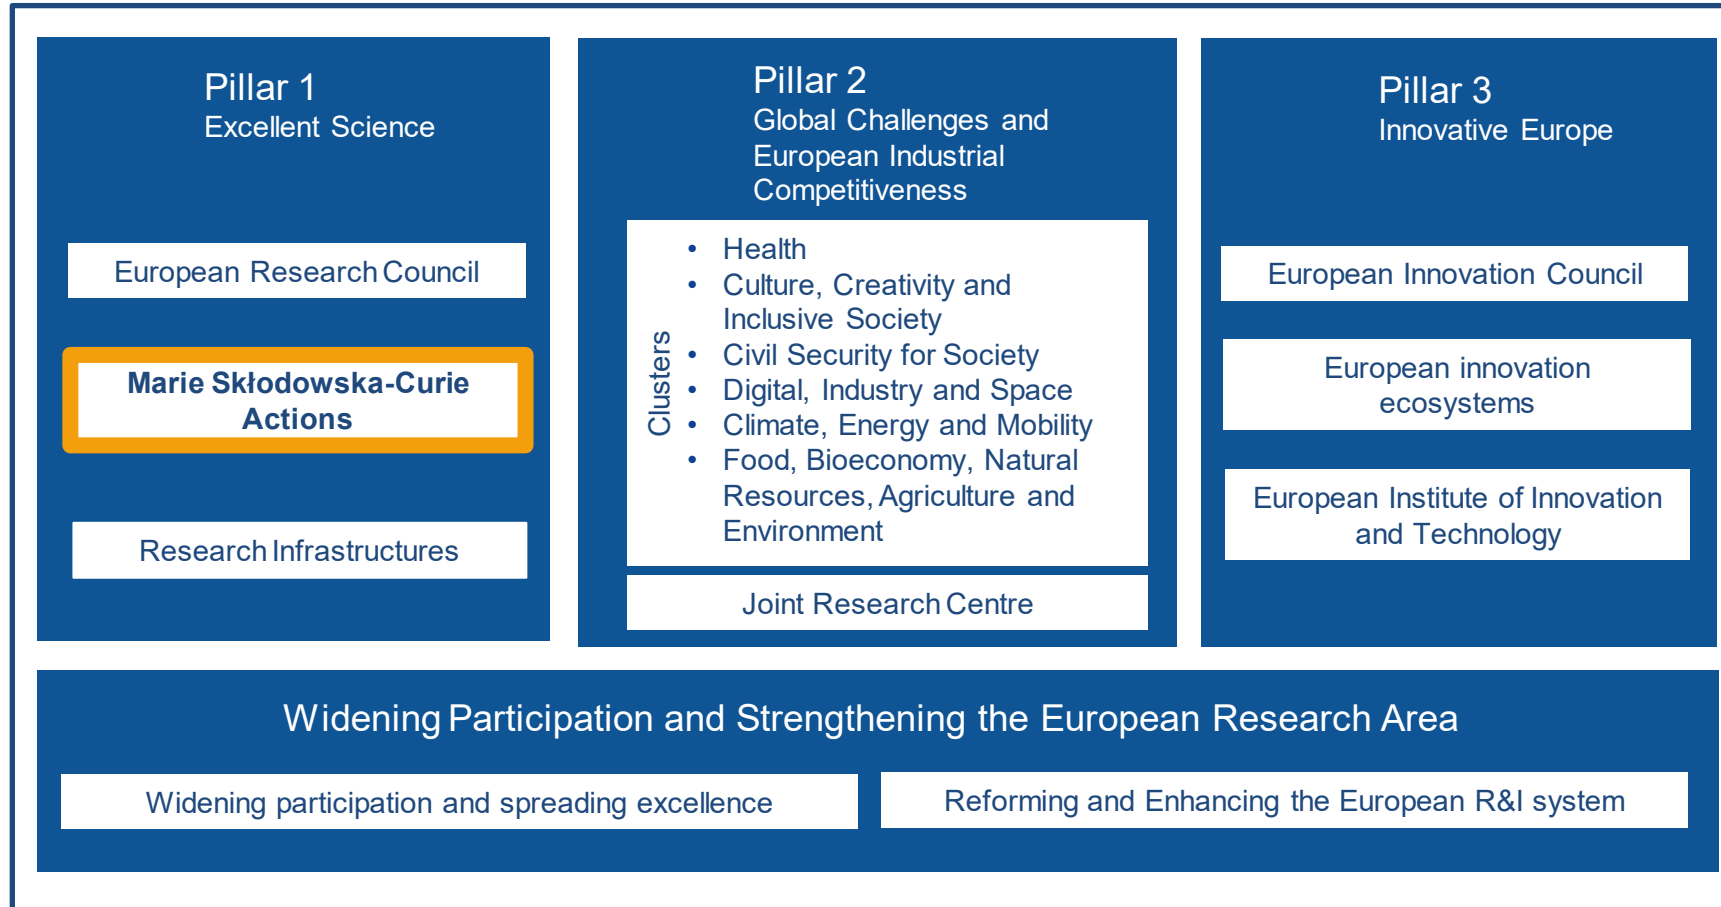 Pillar 1
Excellent Science
European Research Council
Marie Skłodowska-Curie
Actions
Research Infrastructures
Pillar 2
Global Challenges and
European Industrial
Competitiveness
Clusters
• Health
• Culture, Creativity and
Inclusive Society
• Civil Security for Society
• Digital, Industry and Space
• Climate, Energy and Mobility
• Food, Bioeconomy, Natural
Resources, Agriculture and
Environment
Joint Research Centre
Pillar 3
Innovative Europe
European Innovation Council
European innovation
ecosystems
European Institute of Innovation
and Technology
Widening Participation and Strengthening the European Research Area
Widening participation and spreading excellence
Reforming and Enhancing the European R&I system